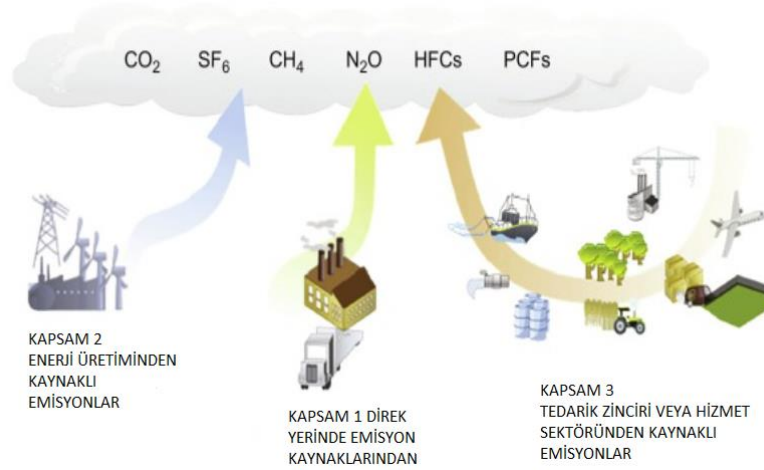 CO₂ SF₆ CH₄ N₂O HFCs PCFs
KAPSAM 2
ENERJİ ÜRETİMİNDEN
KAYNAKLI
EMİSYONLAR
KAPSAM 1 DİREK
YERİNDE EMİSYON
KAYNAKLARINDAN
KAPSAM 3
TEDARİK ZİNCİRİ VEYA HİZMET
SEKTÖRÜNDEN KAYNAKLI
EMİSYONLAR